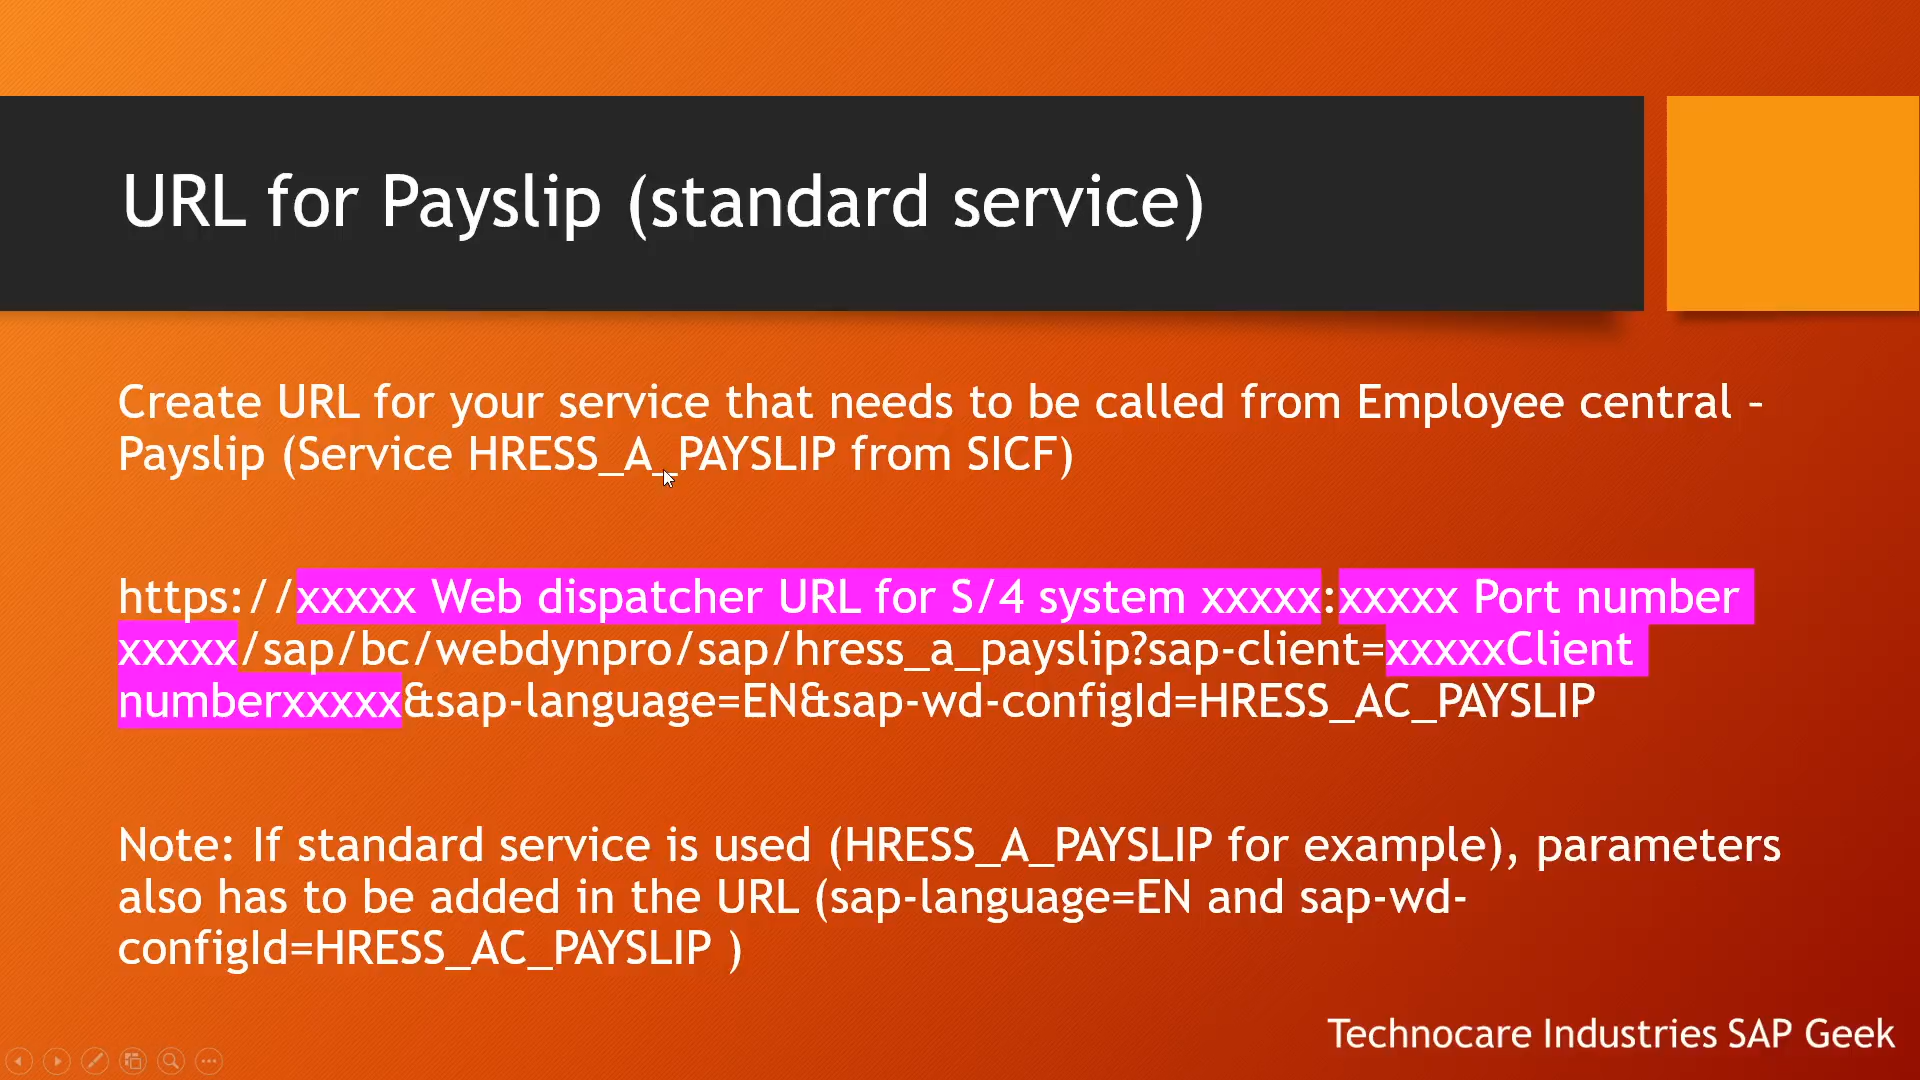 URL for Payslip (standard service)
Create URL for your service that needs to be called from Employee central –
Payslip (Service HRESS_A_PAYSLIP from SICF)
https://xxxxx Web dispatcher URL for S/4 system xxxxx:xxxxx Port number
xxxxx/sap/bc/webdynpro/sap/hress_a_payslip?sap-client=xxxxxClient
numberxxxxx&sap-language=EN&sap-wd-configId=HRESS_AC_PAYSLIP
Note: If standard service is used (HRESS_A_PAYSLIP for example), parameters
also has to be added in the URL (sap-language=EN and sap-wd-
configId=HRESS_AC_PAYSLIP )
Technocare Industries SAP Geek